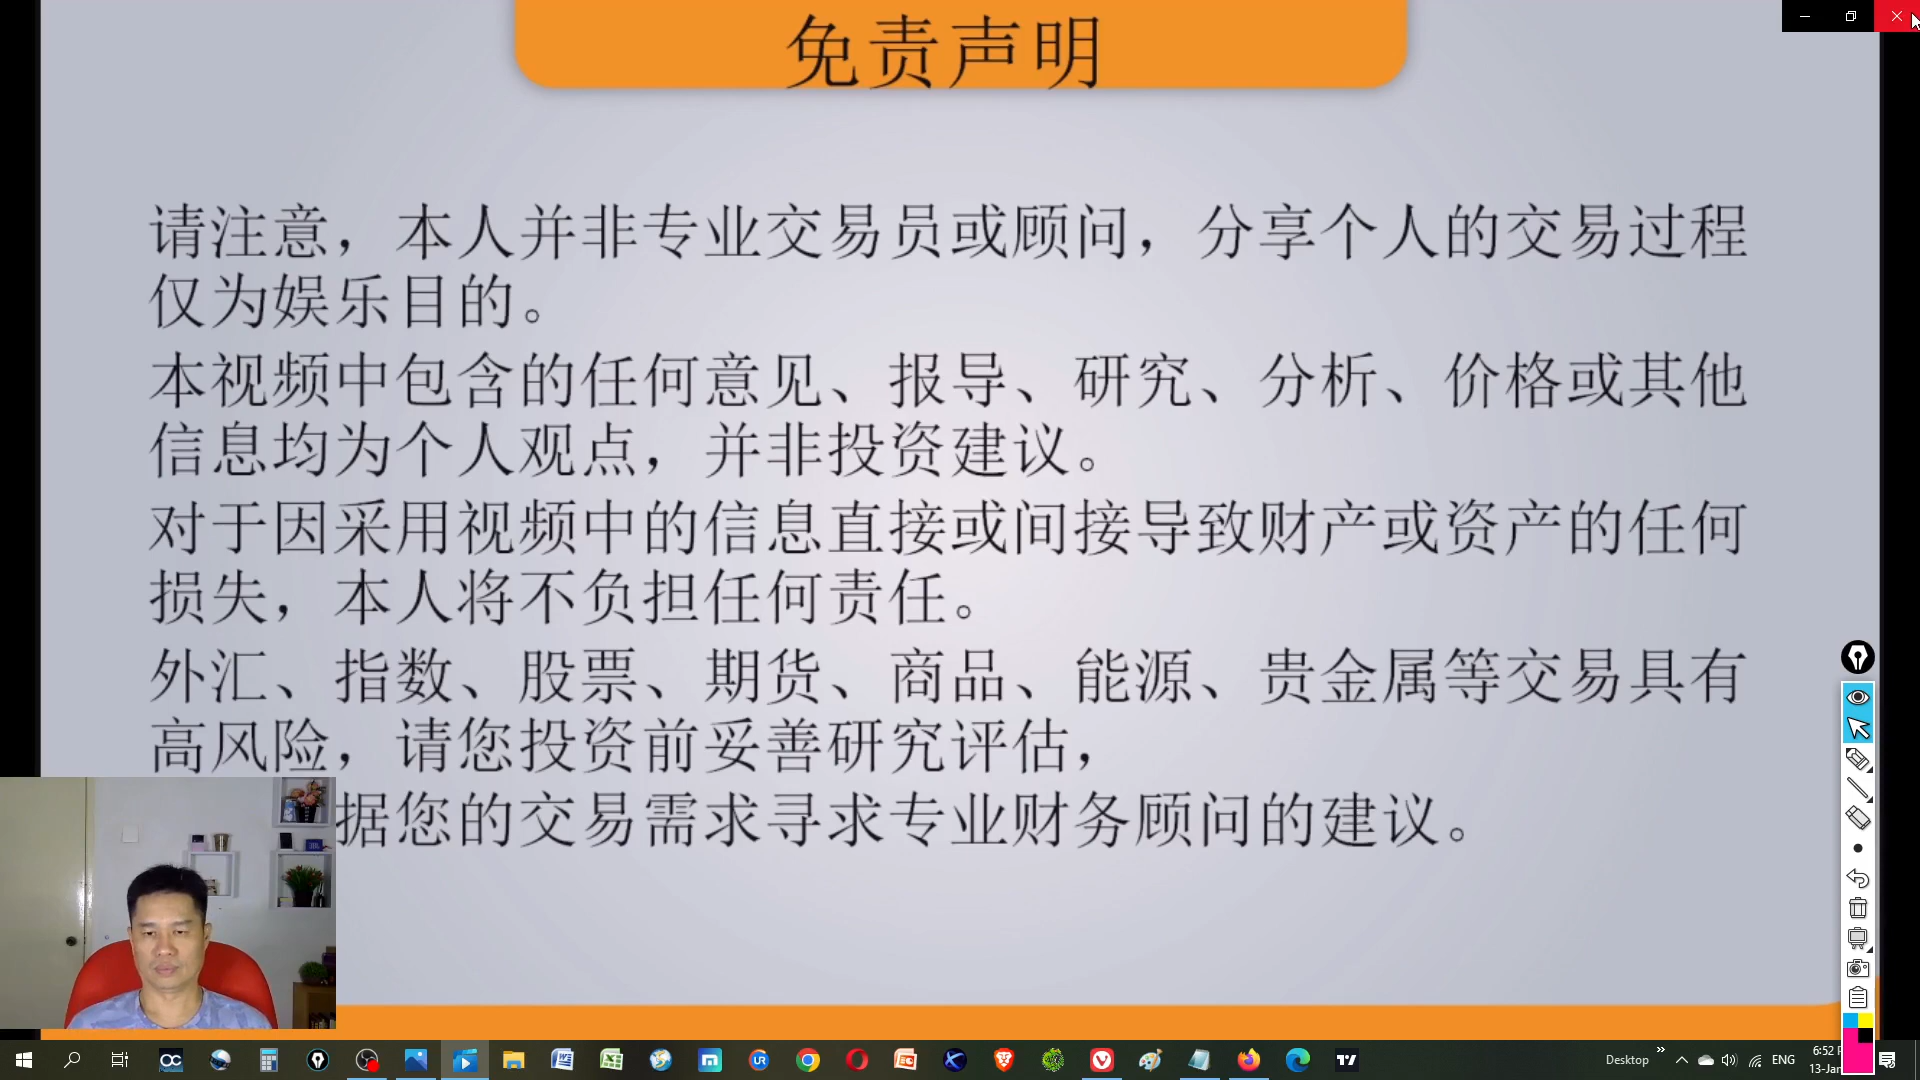 免责声明
请注意，本人并非专业交易员或顾问，分享个人的交易过程
仅为娱乐目的。
本视频中包含的任何意见、报导、研究、分析、价格或其他
信息均为个人观点，并非投资建议。
对于因采用视频中的信息直接或间接导致财产或资产的任何
损失，本人将不负担任何责任。
外汇、指数、股票、期货、商品、能源、贵金属等交易具有
高风险，请您投资前妥善研究评估，
据您的交易需求寻求专业财务顾问的建议。
Desktop
ENG
6:52
13-Jan